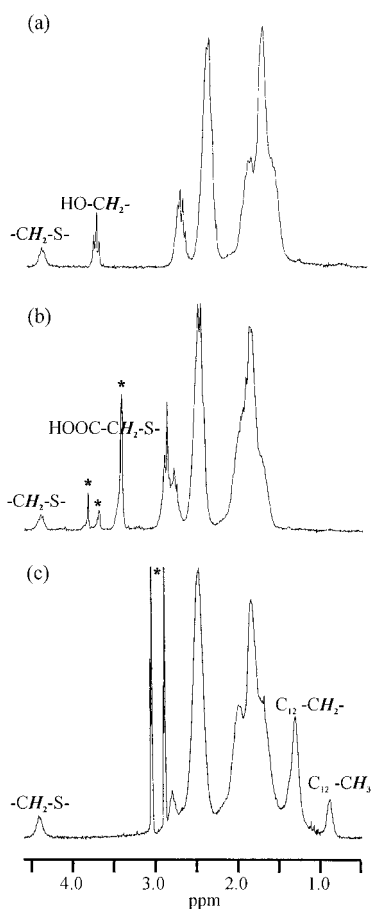 (a)
HO-CH2-
-CH2-S-
(b)
*
HOOC-CH2-S-
-CH2-S-
*
*
(c)
*
C12 -CH2-
C12 -CH3
-CH2-S-
4.0 3.0 2.0 1.0
ppm